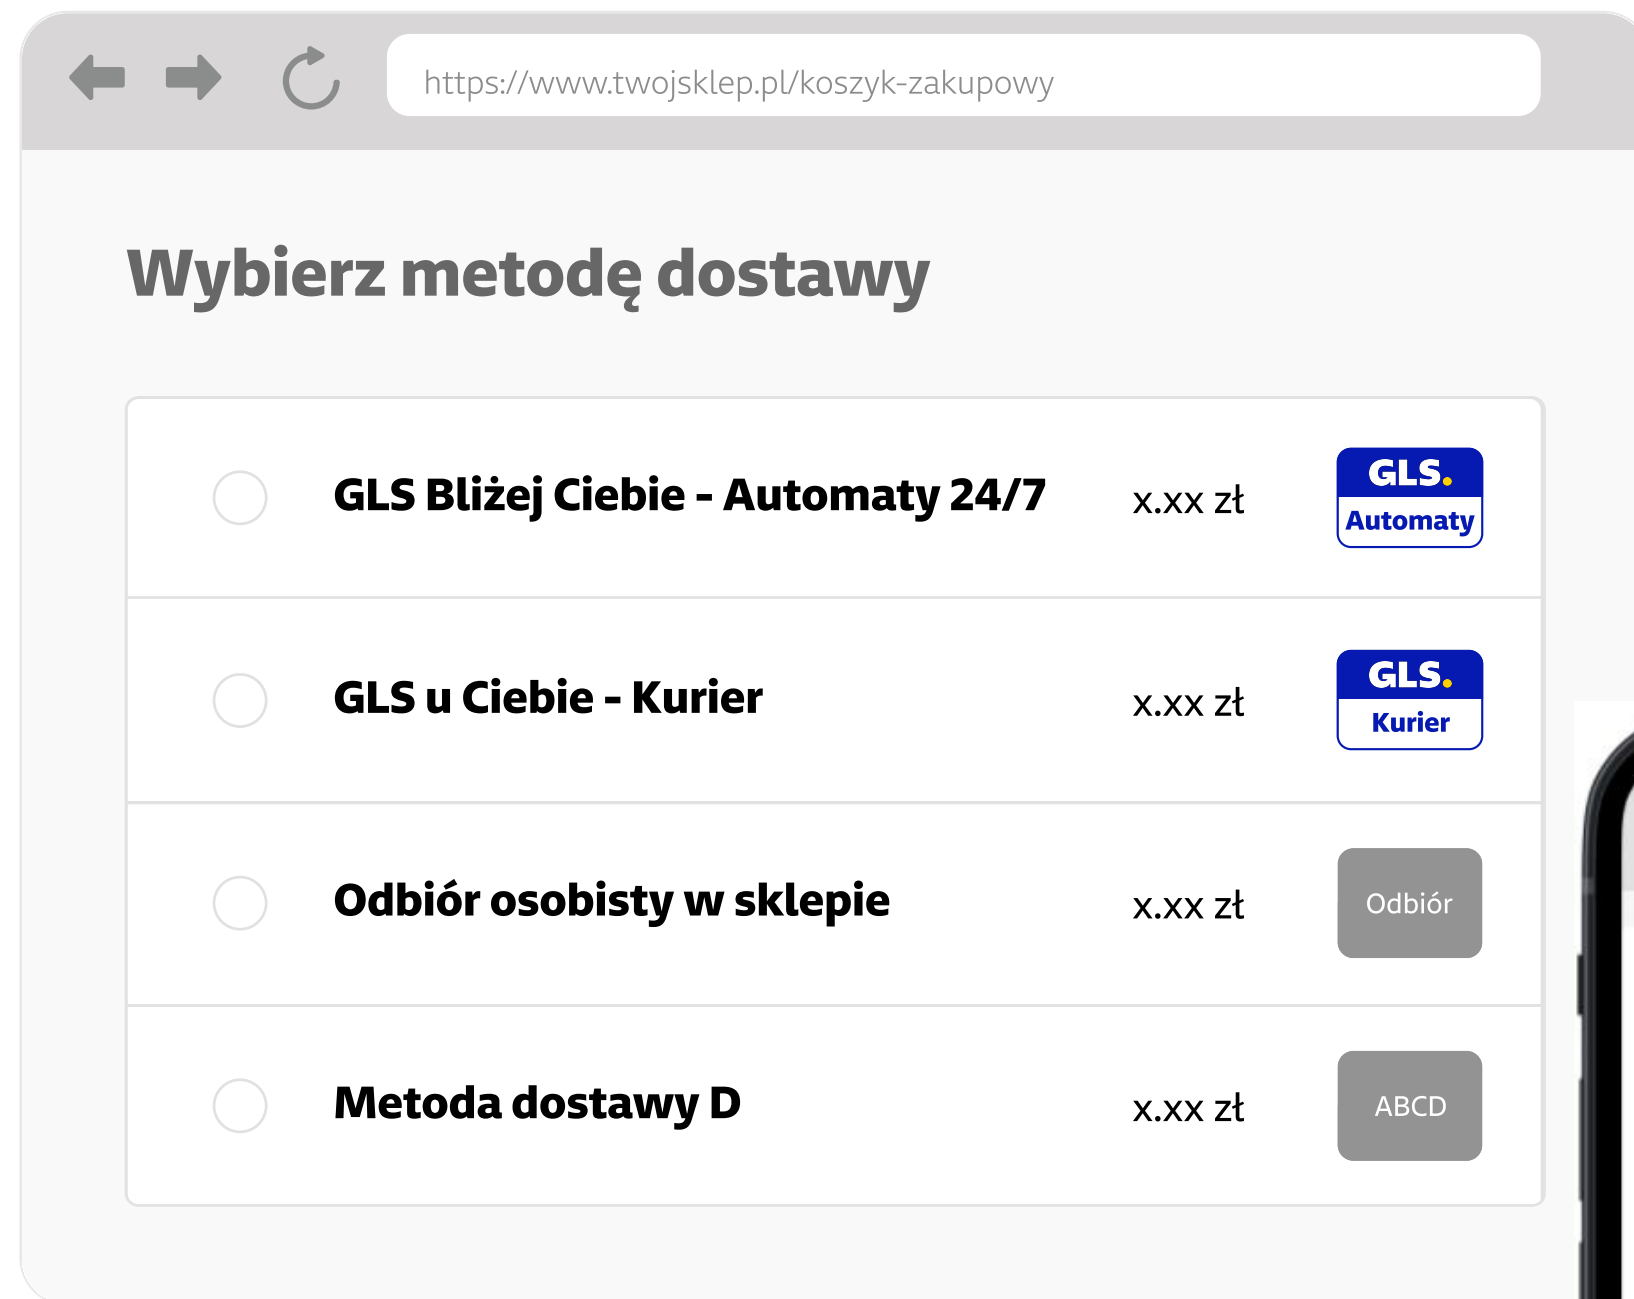 https://www.twojsklep.pl/koszyk-zakupowy
Wybierz metodę dostawy
GLS Bliżej Ciebie - Automaty 24/7 x.xx zł GLS. Automaty
GLS u Ciebie - Kurier x.xx zł GLS. Kurier
Odbiór osobisty w sklepie x.xx zł Odbiór
Metoda dostawy D x.xx zł ABCD